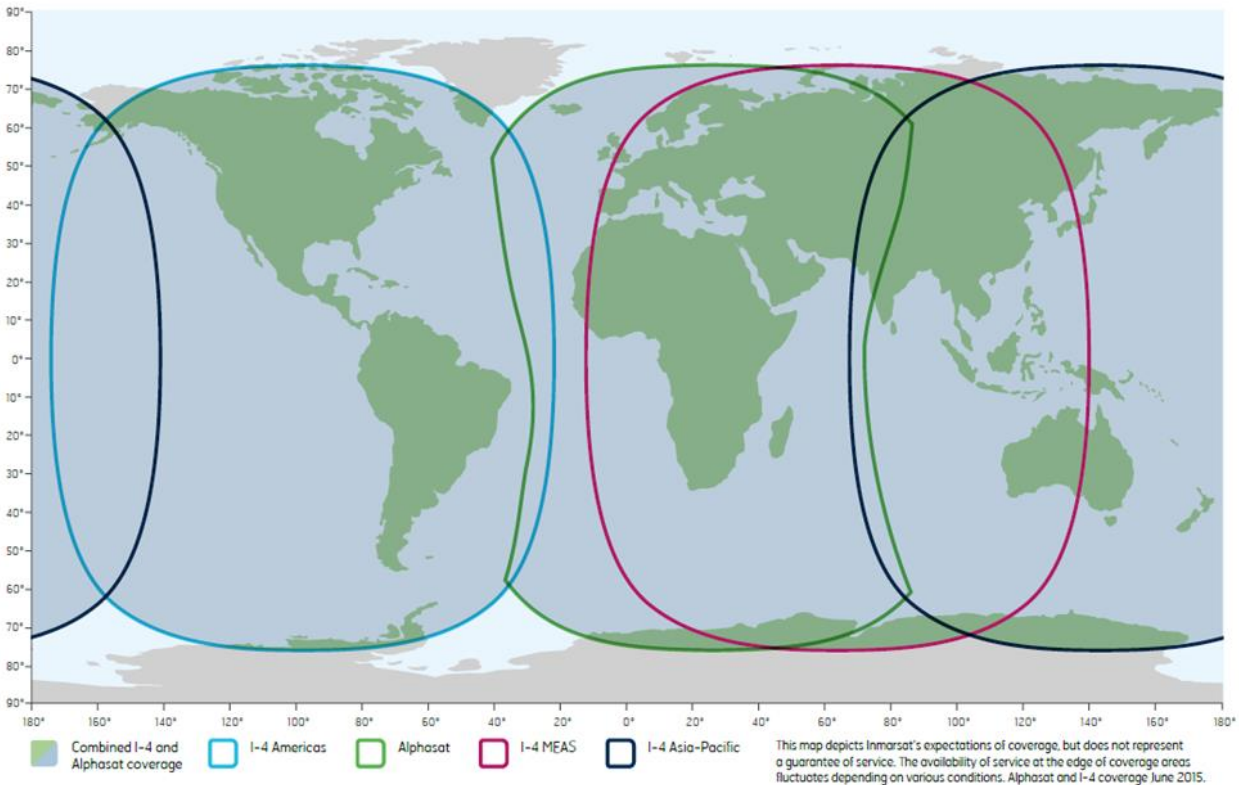 90°
80°
70°
60°
50°
40°
30°
20°
10°
0°
10°
20°
30°
40°
50°
60°
70°
80°
90°
180° 160° 140° 120° 100° 80° 60° 40° 20° 0° 20° 40° 60° 80° 100° 120° 140° 160° 180°
Combined I-4 and
Alphasat coverage
I-4 Americas
Alphasat
I-4 MEAS
I-4 Asia-Pacific
This map depicts Inmarsat's expectations of coverage, but does not represent
a guarantee of service. The availability of service at the edge of coverage areas
fluctuates depending on various conditions. Alphasat and I-4 coverage June 2015.